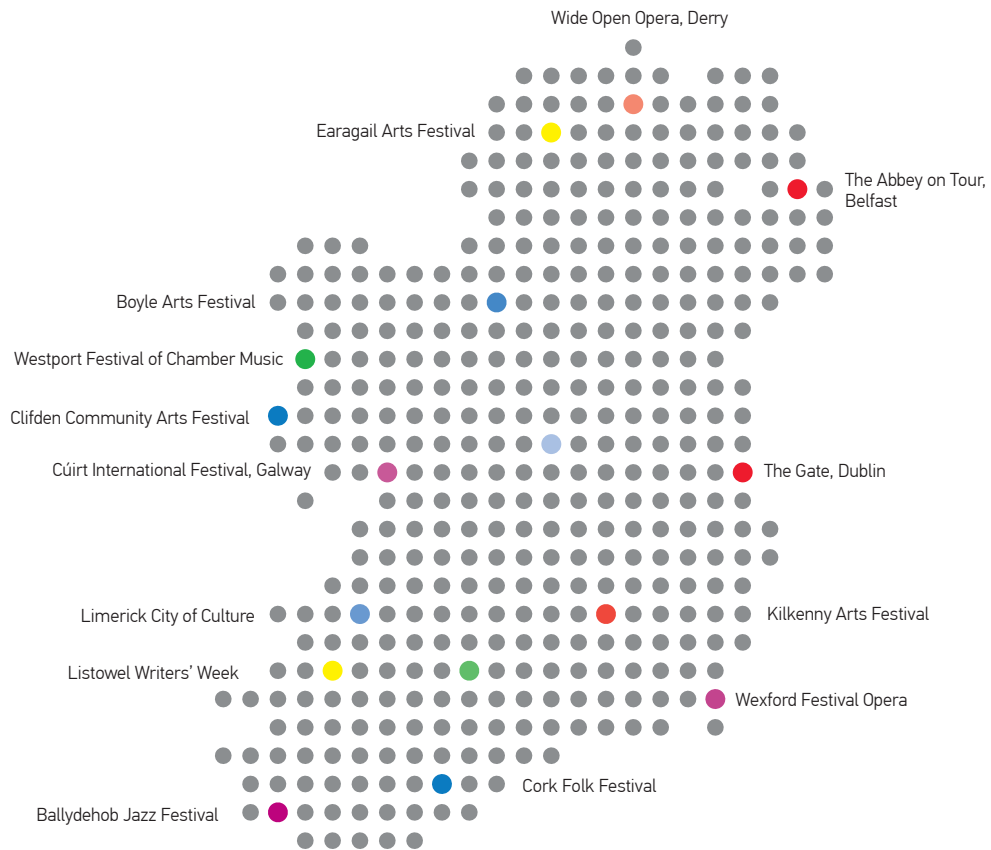 Wide Open Opera, Derry
Earagail Arts Festival
The Abbey on Tour,
Belfast
Boyle Arts Festival
Westport Festival of Chamber Music
Clifden Community Arts Festival
Cúirt International Festival, Galway
The Gate, Dublin
Limerick City of Culture
Kilkenny Arts Festival
Listowel Writers’ Week
Wexford Festival Opera
Cork Folk Festival
Ballydehob Jazz Festival